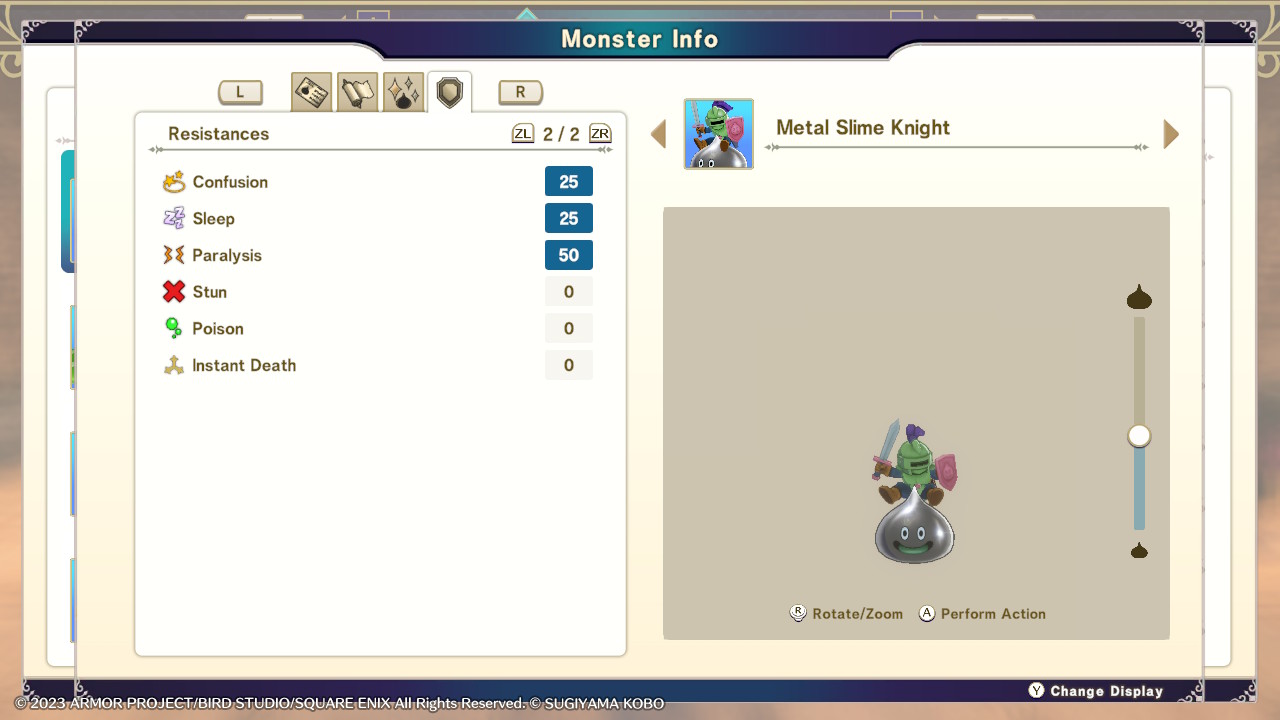 Monster Info
L
R
Resistances
ZL 2 / 2 ZR
Metal Slime Knight
Confusion 25
Sleep 25
Paralysis 50
Stun 0
Poison 0
Instant Death 0
R Rotate/Zoom A Perform Action
Y Change Display
© 2023 ARMOR PROJECT/BIRD STUDIO/SQUARE ENIX All Rights Reserved. © SUGIYAMA KOBO